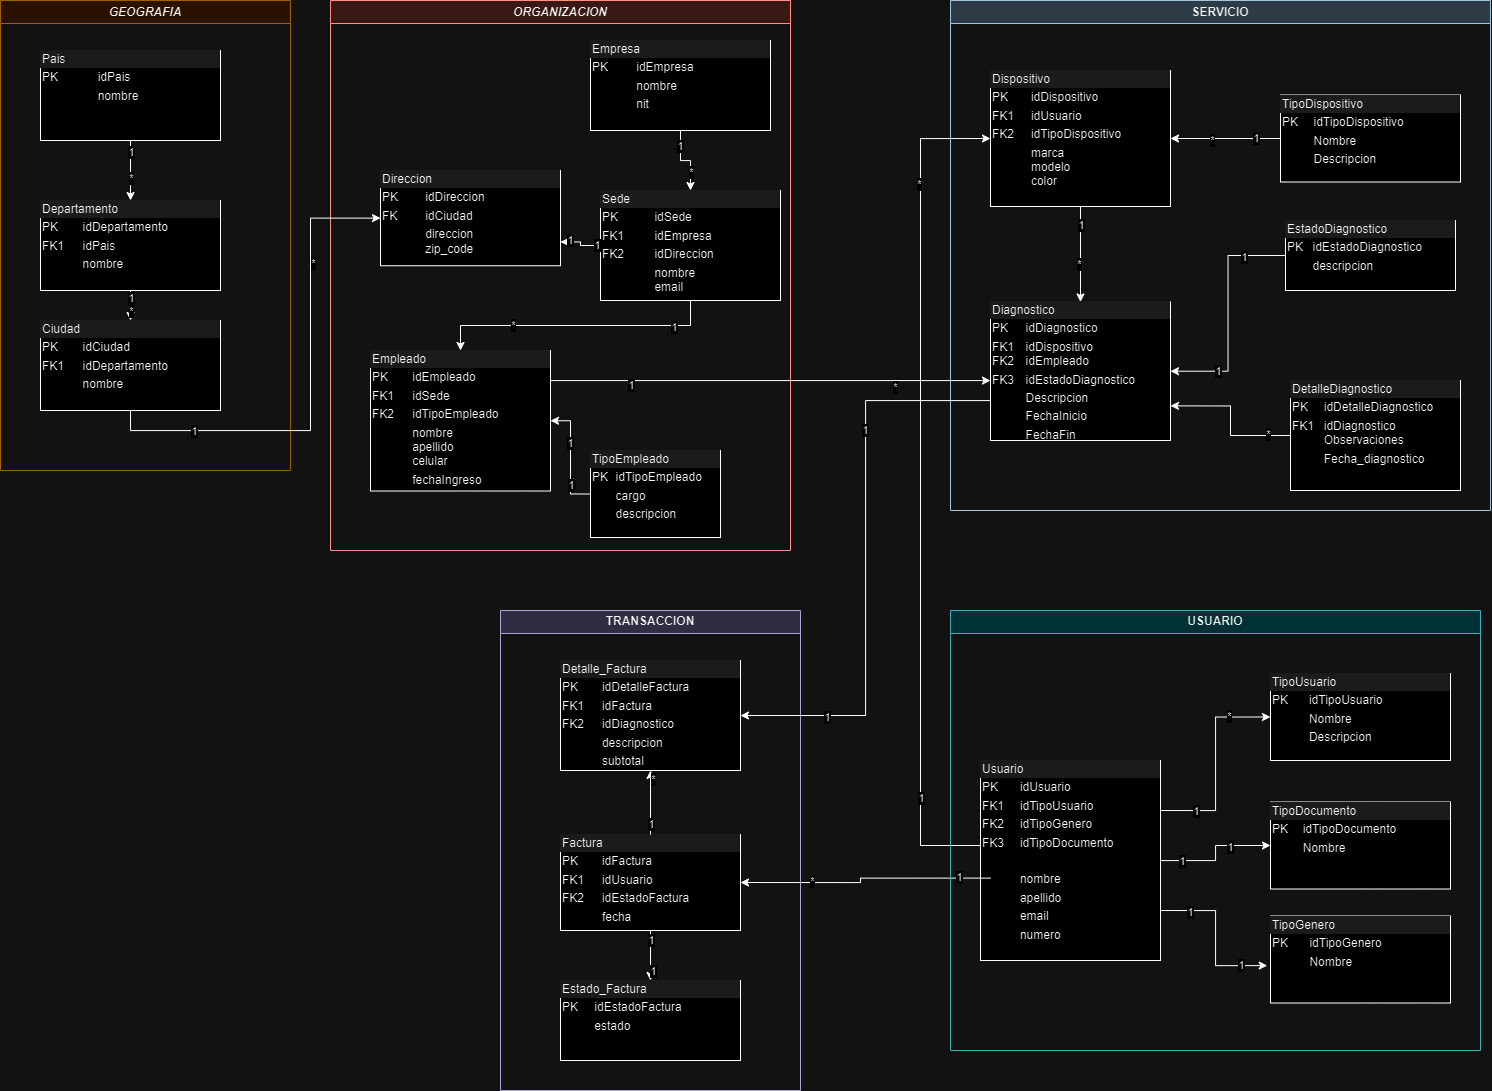 GEOGRAFIA
Pais
PK idPais
nombre
1
*
Departamento
PK idDepartamento
FK1 idPais
nombre
1
*
Ciudad
PK idCiudad
FK1 idDepartamento
nombre
1
*
ORGANIZACION
Empresa
PK idEmpresa
nombre
nit
1
*
Direccion
PK idDireccion
FK idCiudad
direccion
zip_code
1
1
Sede
PK idSede
FK1 idEmpresa
FK2 idDireccion
nombre
email
*
1
Empleado
PK idEmpleado
FK1 idSede
FK2 idTipoEmpleado
nombre
apellido
celular
fechaIngreso
1
*
1
1
TipoEmpleado
PK idTipoEmpleado
cargo
descripcion
SERVICIO
Dispositivo
PK idDispositivo
FK1 idUsuario
FK2 idTipoDispositivo
marca
modelo
color
*
1
TipoDispositivo
PK idTipoDispositivo
Nombre
Descripcion
*
1
*
EstadoDiagnostico
PK idEstadoDiagnostico
descripcion
1
1
Diagnostico
PK idDiagnostico
FK1 idDispositivo
FK2 idEmpleado
FK3 idEstadoDiagnostico
Descripcion
FechaInicio
FechaFin
DetalleDiagnostico
PK idDetalleDiagnostico
FK1 idDiagnostico
Observaciones
Fecha_diagnostico
*
1
1
TRANSACCION
Detalle_Factura
PK idDetalleFactura
FK1 idFactura
FK2 idDiagnostico
descripcion
subtotal
*
1
Factura
PK idFactura
FK1 idUsuario
FK2 idEstadoFactura
fecha
*
1
1
1
Estado_Factura
PK idEstadoFactura
estado
USUARIO
TipoUsuario
PK idTipoUsuario
Nombre
Descripcion
*
1
1
Usuario
PK idUsuario
FK1 idTipoUsuario
FK2 idTipoGenero
FK3 idTipoDocumento
nombre
apellido
email
numero
TipoDocumento
PK idTipoDocumento
Nombre
1
1
1
1
TipoGenero
PK idTipoGenero
Nombre